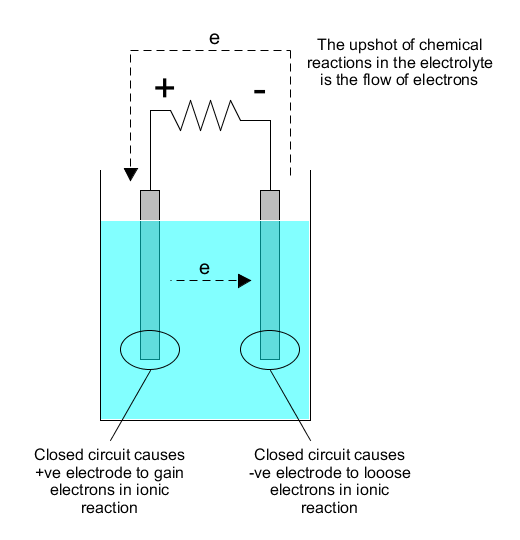 e
The upshot of chemical
reactions in the electrolyte
is the flow of electrons
+ -
e
Closed circuit causes
+ve electrode to gain
electrons in ionic
reaction
Closed circuit causes
-ve electrode to looose
electrons in ionic
reaction